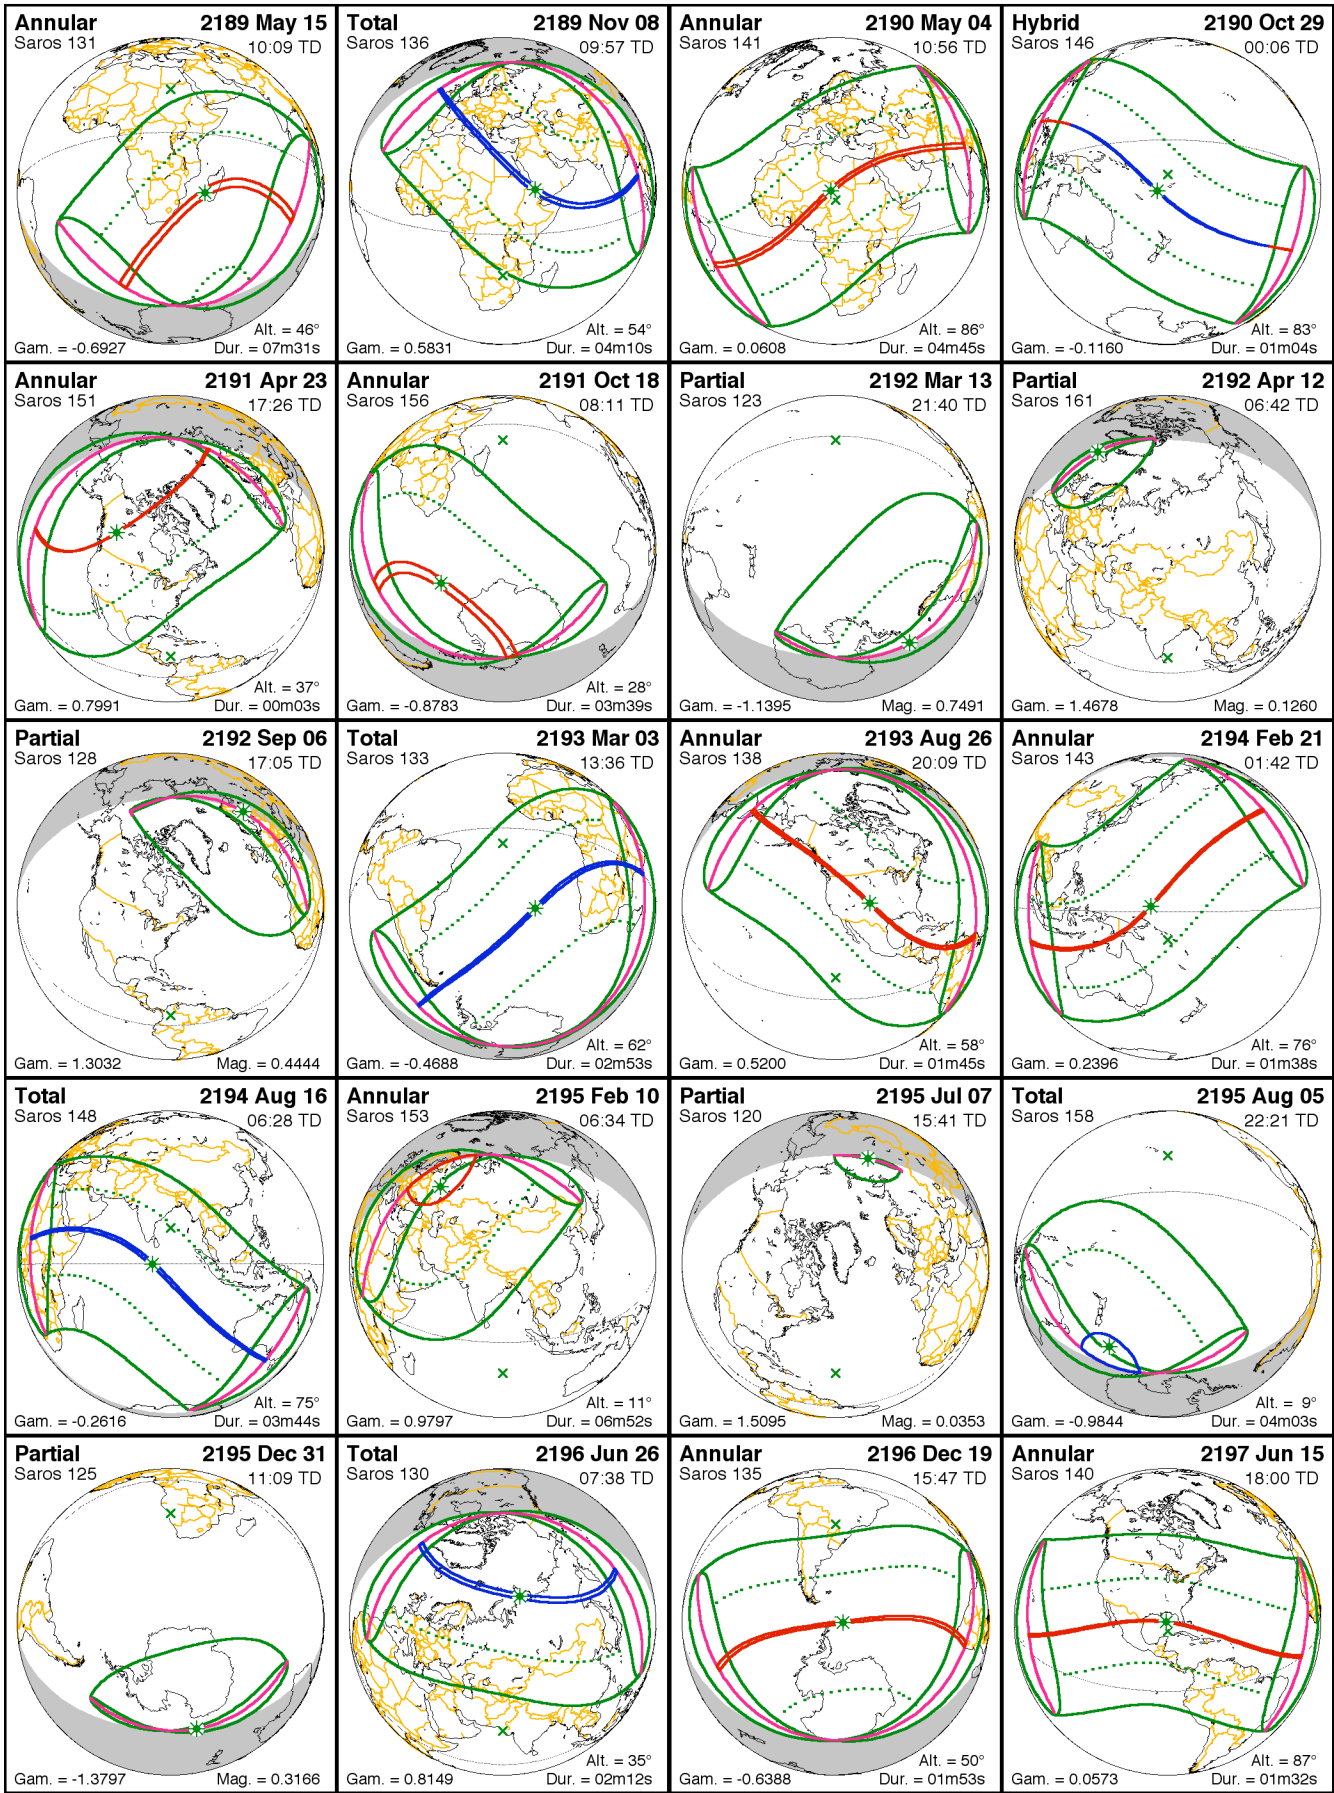 Annular 2189 May 15
Saros 131 10:09 TD
Alt. = 46°
Gam. = -0.6927 Dur. = 07m31s
Total 2189 Nov 08
Saros 136 09:57 TD
Alt. = 54°
Gam. = 0.5831 Dur. = 04m10s
Annular 2190 May 04
Saros 141 10:56 TD
Alt. = 86°
Gam. = 0.0608 Dur. = 04m45s
Hybrid 2190 Oct 29
Saros 146 00:06 TD
Alt. = 83°
Gam. = -0.1160 Dur. = 01m04s
Annular 2191 Apr 23
Saros 151 17:26 TD
Alt. = 37°
Gam. = 0.7991 Dur. = 00m03s
Annular 2191 Oct 18
Saros 156 08:11 TD
Alt. = 28°
Gam. = -0.8783 Dur. = 03m39s
Partial 2192 Mar 13
Saros 123 21:40 TD
Gam. = -1.1395 Mag. = 0.7491
Partial 2192 Apr 12
Saros 161 06:42 TD
Gam. = 1.4678 Mag. = 0.1260
Partial 2192 Sep 06
Saros 128 17:05 TD
Gam. = 1.3032 Mag. = 0.4444
Total 2193 Mar 03
Saros 133 13:36 TD
Alt. = 62°
Gam. = -0.4688 Dur. = 02m53s
Annular 2193 Aug 26
Saros 138 20:09 TD
Alt. = 58°
Gam. = 0.5200 Dur. = 01m45s
Annular 2194 Feb 21
Saros 143 01:42 TD
Alt. = 76°
Gam. = 0.2396 Dur. = 01m38s
Total 2194 Aug 16
Saros 148 06:28 TD
Alt. = 75°
Gam. = -0.2616 Dur. = 03m44s
Annular 2195 Feb 10
Saros 153 06:34 TD
Alt. = 11°
Gam. = 0.9797 Dur. = 06m52s
Partial 2195 Jul 07
Saros 120 15:41 TD
Gam. = 1.5095 Mag. = 0.0353
Total 2195 Aug 05
Saros 158 22:21 TD
Alt. = 9°
Gam. = -0.9844 Dur. = 04m03s
Partial 2195 Dec 31
Saros 125 11:09 TD
Gam. = -1.3797 Mag. = 0.3166
Total 2196 Jun 26
Saros 130 07:38 TD
Alt. = 35°
Gam. = 0.8149 Dur. = 02m12s
Annular 2196 Dec 19
Saros 135 15:47 TD
Alt. = 50°
Gam. = -0.6388 Dur. = 01m53s
Annular 2197 Jun 15
Saros 140 18:00 TD
Alt. = 87°
Gam. = 0.0573 Dur. = 01m32s